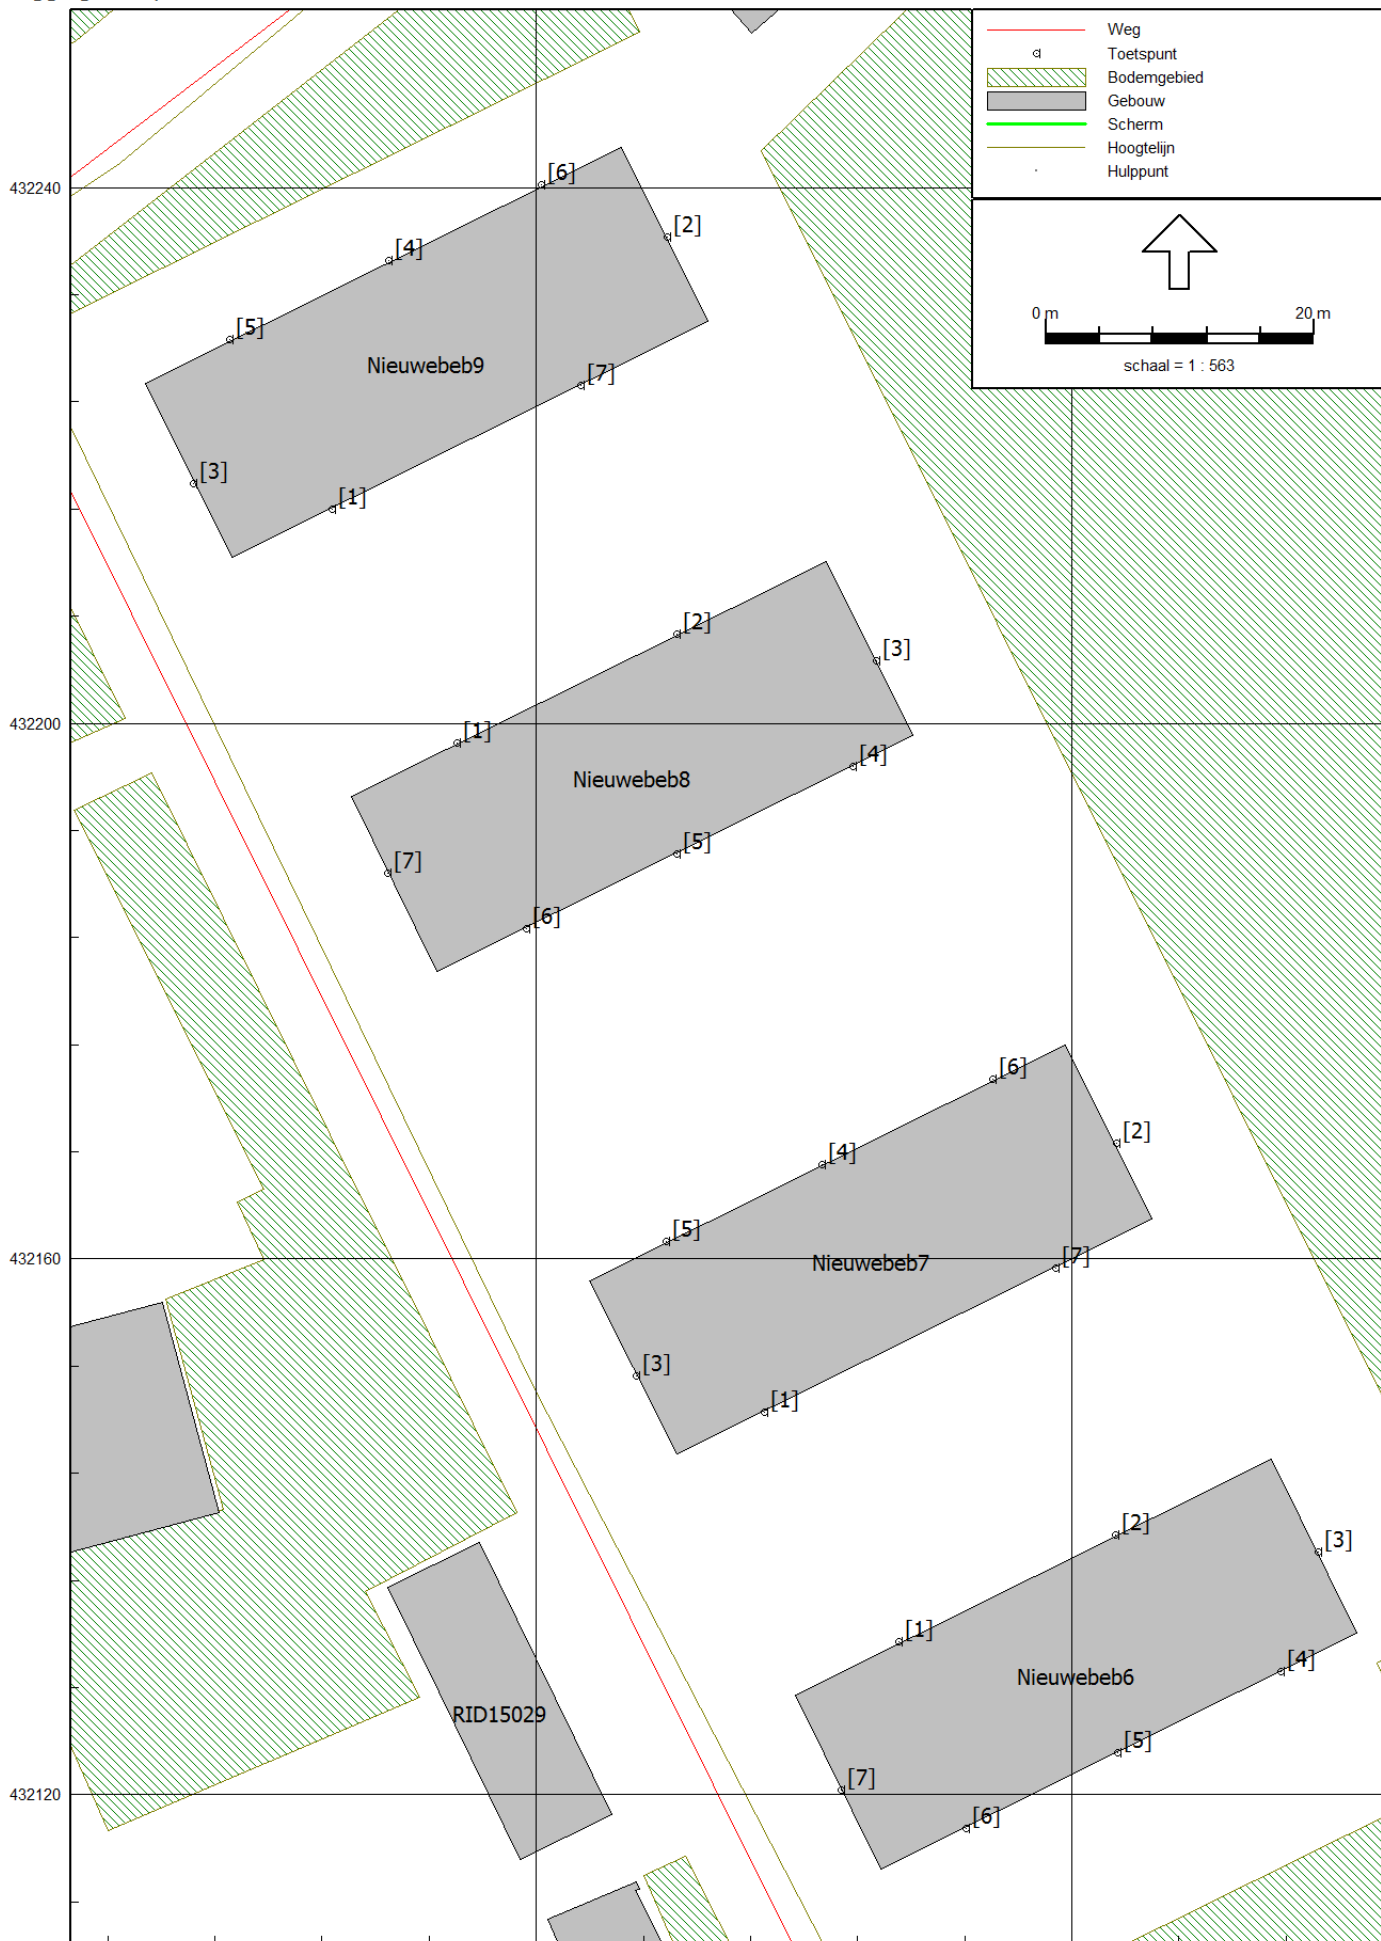 Weg
Toetspunt
Bodemgebied
Gebouw
Scherm
Hoogtelijn
Hulppunt
0 m 20 m
schaal = 1 : 563
432240
[6]
[2]
[4]
[5]
Nieuwebeb9
[7]
[3]
[1]
[2]
[3]
432200
[1]
[4]
Nieuwebeb8
[5]
[7]
[6]
[6]
[2]
[4]
[5]
432160
Nieuwebeb7
[7]
[3]
[1]
[2]
[3]
[1]
[4]
Nieuwebeb6
RID15029
[5]
[7]
432120
[6]